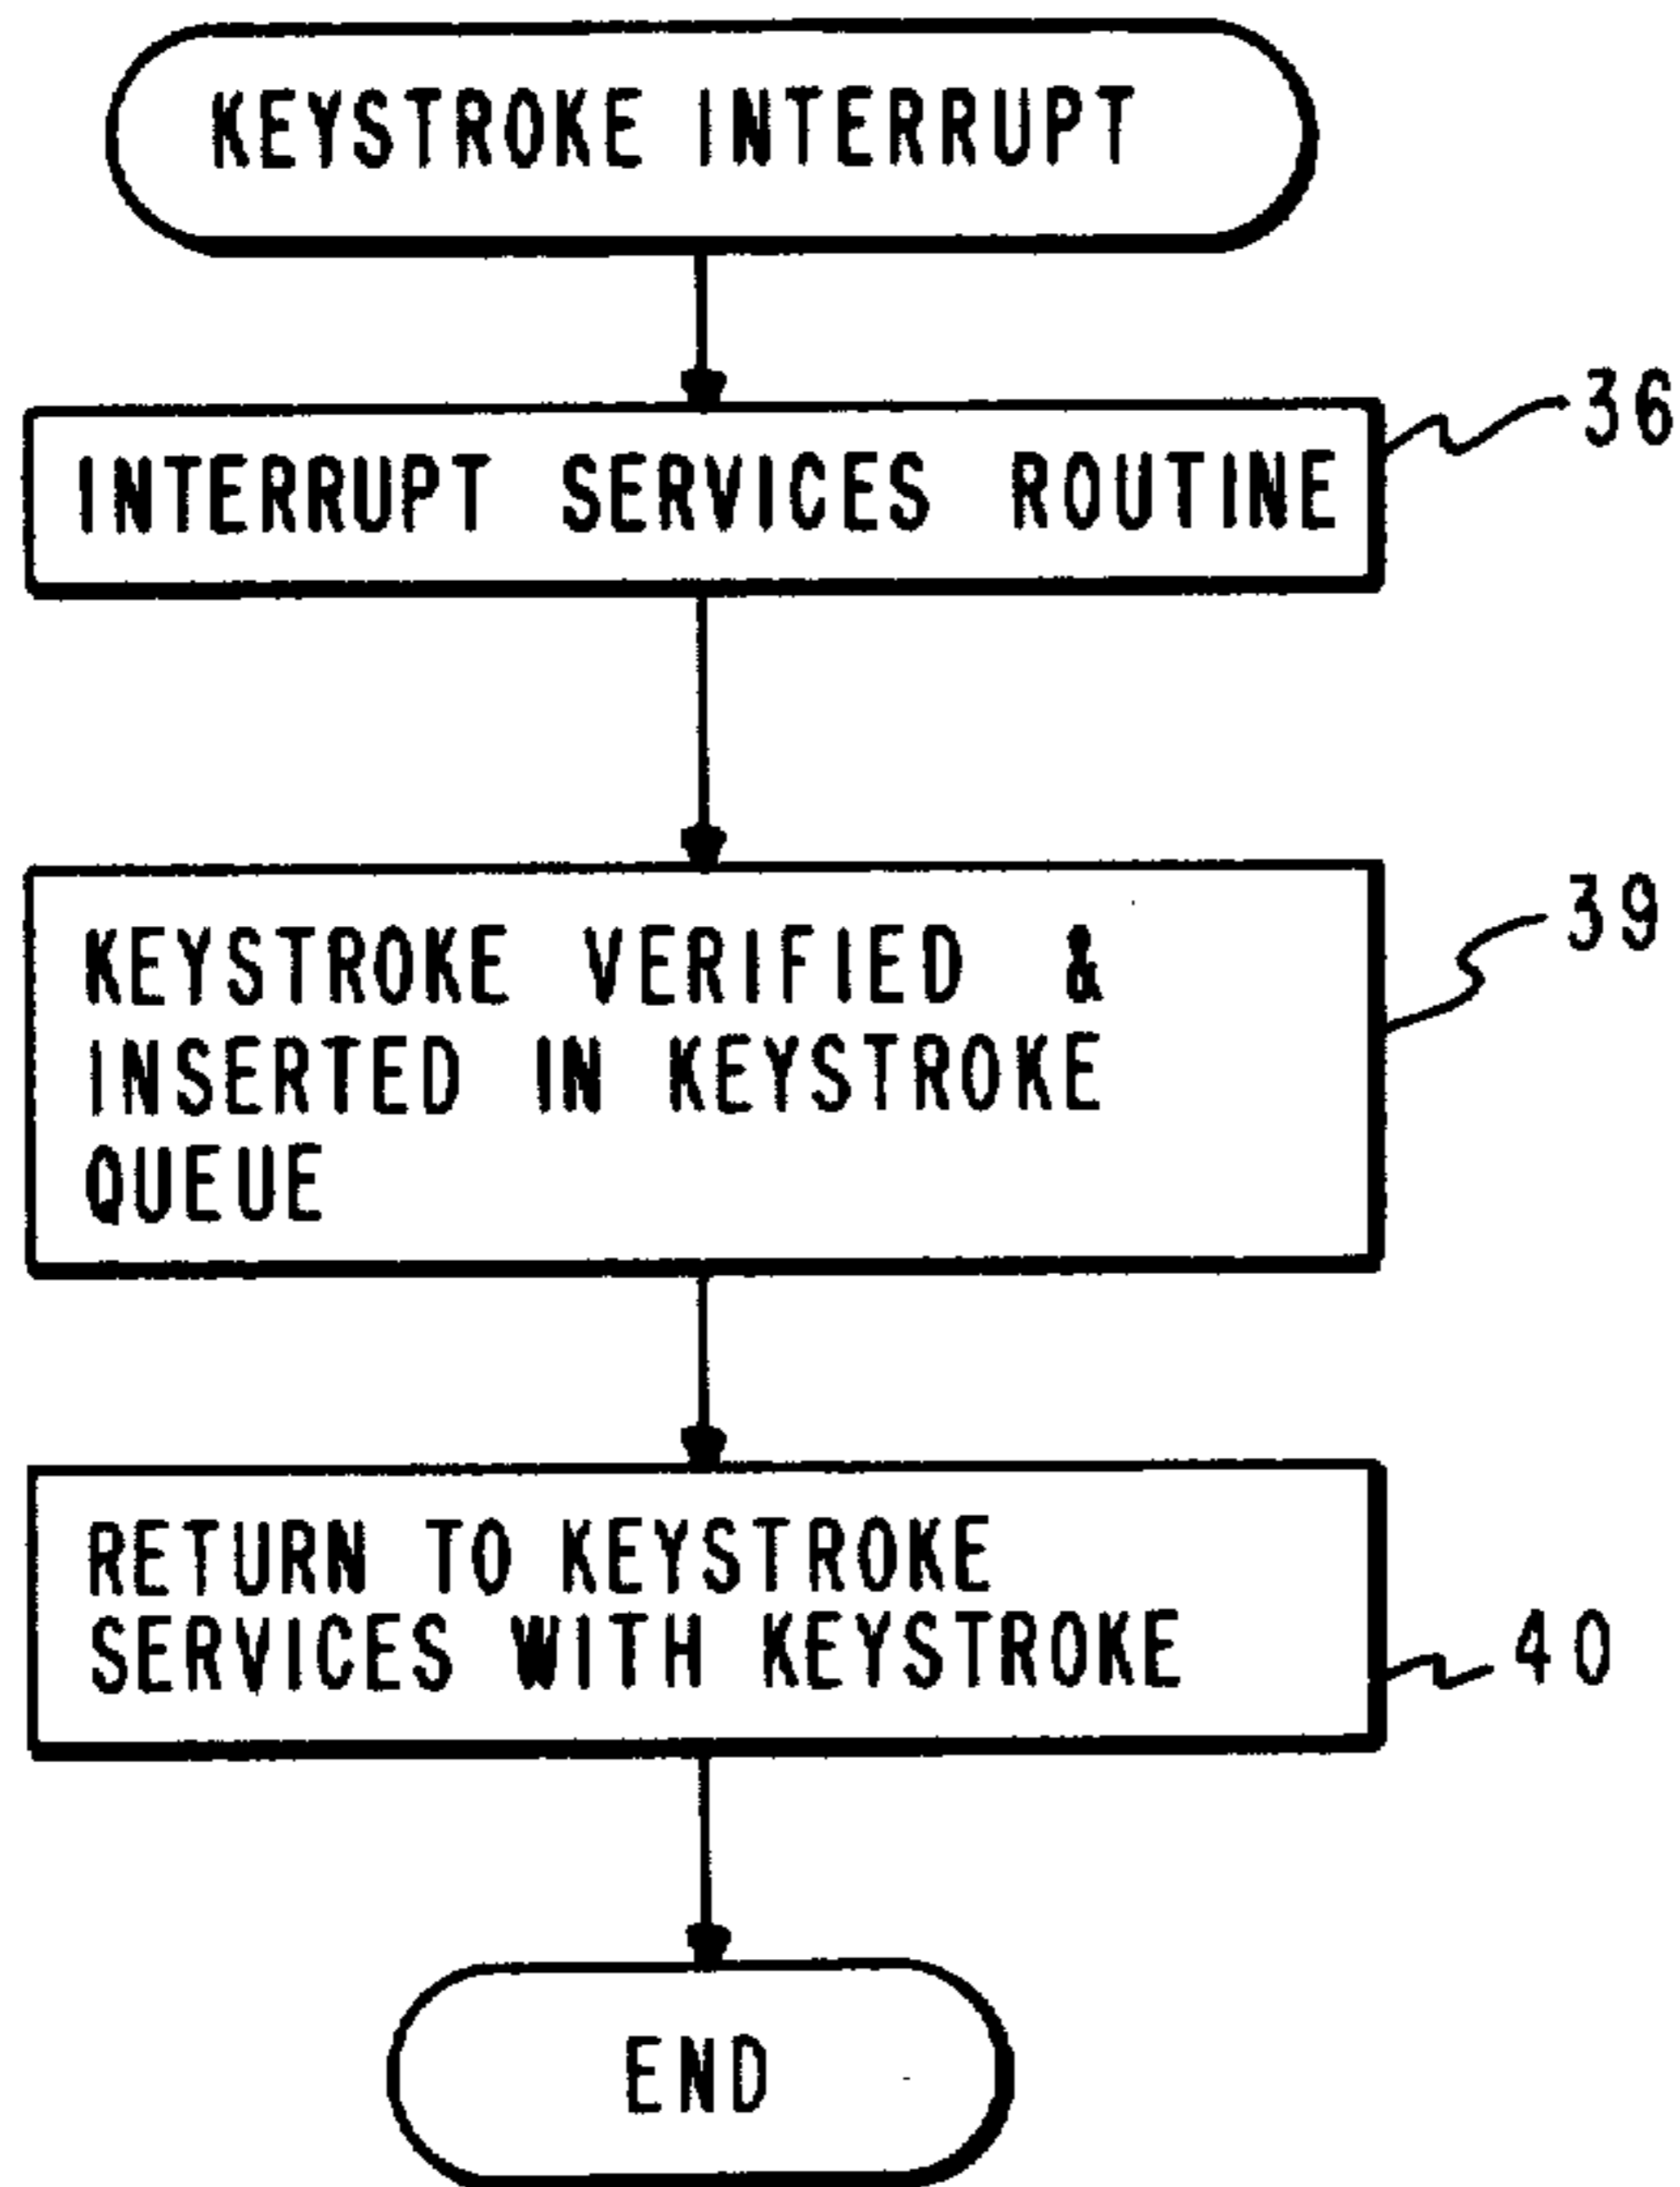 KEYSTROKE INTERRUPT
36
INTERRUPT SERVICES ROUTINE
39
KEYSTROKE VERIFIED &
INSERTED IN KEYSTROKE
QUEUE
RETURN TO KEYSTROKE
SERVICES WITH KEYSTROKE
40
END